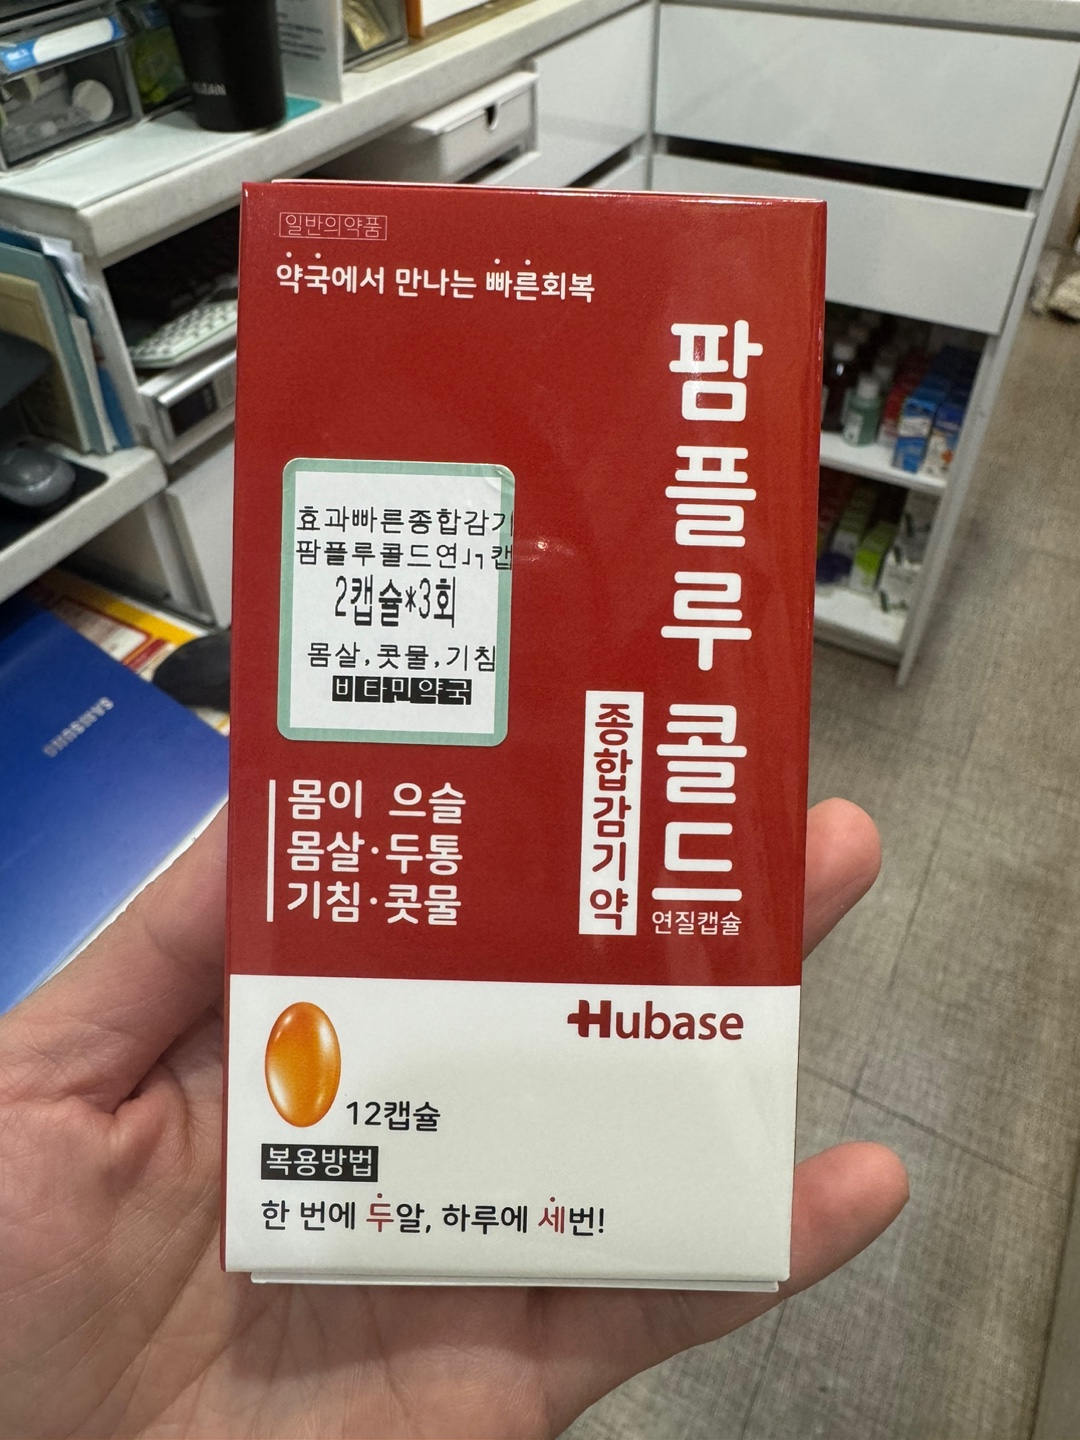 일반의약품
약국에서 만나는 빠른회복
팜플루콜드
종합감기약
연질캡슐
효과빠른종합감기
팜플루콜드연
2캡슐*3회
몸살,콧물,기침
비타민약국
몸이 으슬
몸살·두통
기침·콧물
Hubase
12캡슐
복용방법
한 번에 두알, 하루에 세번!
SAMSUNG